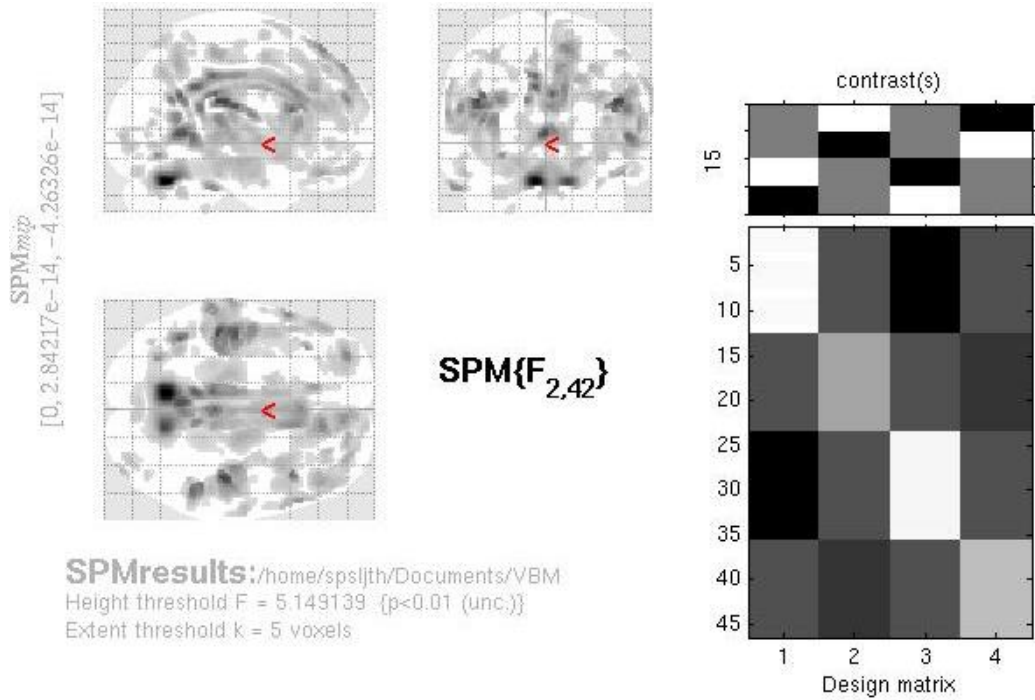 SPMmip
[0, 2.84217e-14, -4.26326e-14]
<
<
<
SPM{F2,42}
SPMresults: /home/spsljth/Documents/VBM
Height threshold F = 5.149139 {p<0.01 (unc.)}
Extent threshold k = 5 voxels
contrast(s)
15
5
10
15
20
25
30
35
40
45
1 2 3 4
Design matrix